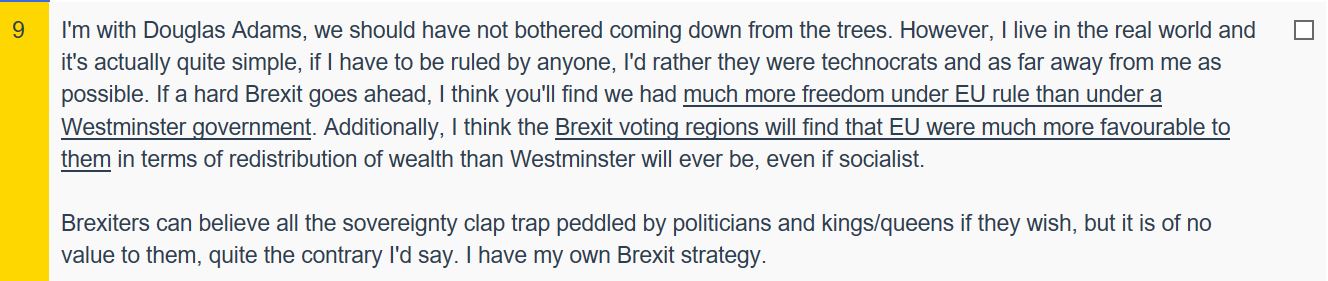 9
I'm with Douglas Adams, we should have not bothered coming down from the trees. However, I live in the real world and
it's actually quite simple, if I have to be ruled by anyone, I'd rather they were technocrats and as far away from me as
possible. If a hard Brexit goes ahead, I think you'll find we had much more freedom under EU rule than under a
Westminster government. Additionally, I think the Brexit voting regions will find that EU were much more favourable to
them in terms of redistribution of wealth than Westminster will ever be, even if socialist.
Brexiters can believe all the sovereignty clap trap peddled by politicians and kings/queens if they wish, but it is of no
value to them, quite the contrary I'd say. I have my own Brexit strategy.